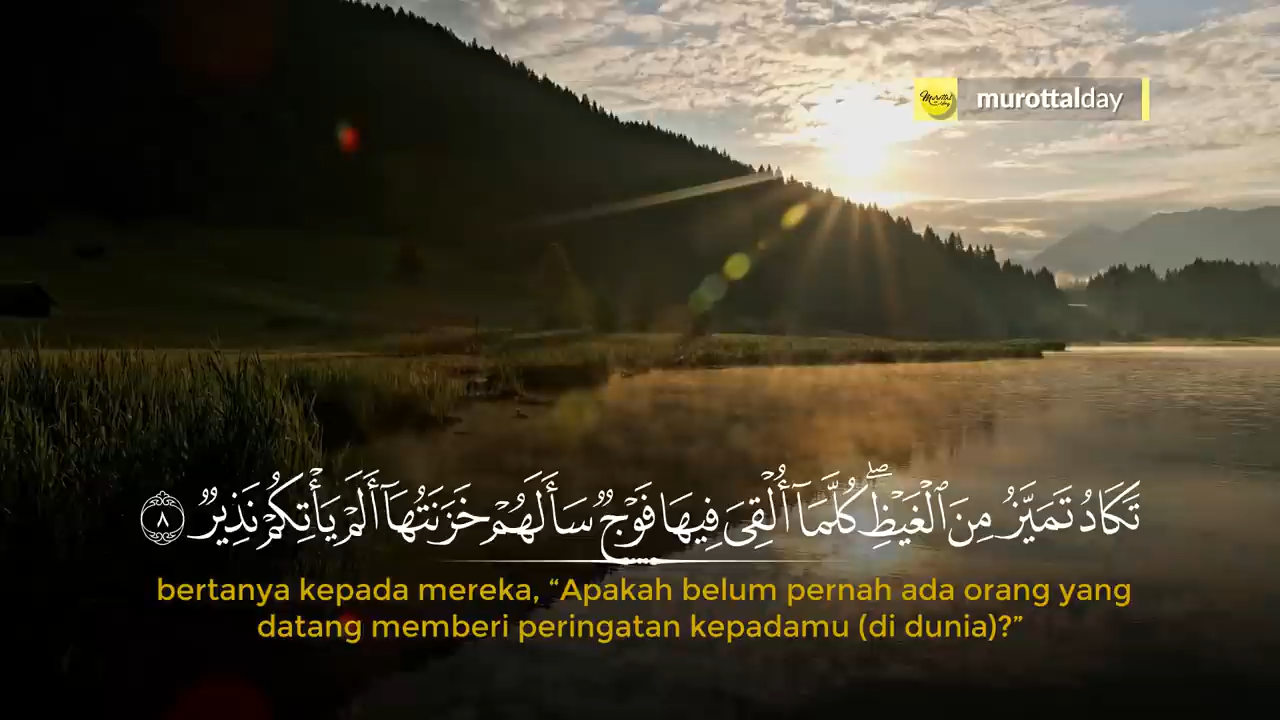 murottalday
تَكَادُ تَمَيَّزُ مِنَ ٱلْغَيْظِ ۖ كُلَّمَآ أُلْقِىَ فِيهَا فَوْجٌ سَأَلَهُمْ خَزَنَتُهَآ أَلَمْ يَأْتِكُمْ نَذِيرٌ ٨
bertanya kepada mereka, “Apakah belum pernah ada orang yang
datang memberi peringatan kepadamu (di dunia)?”